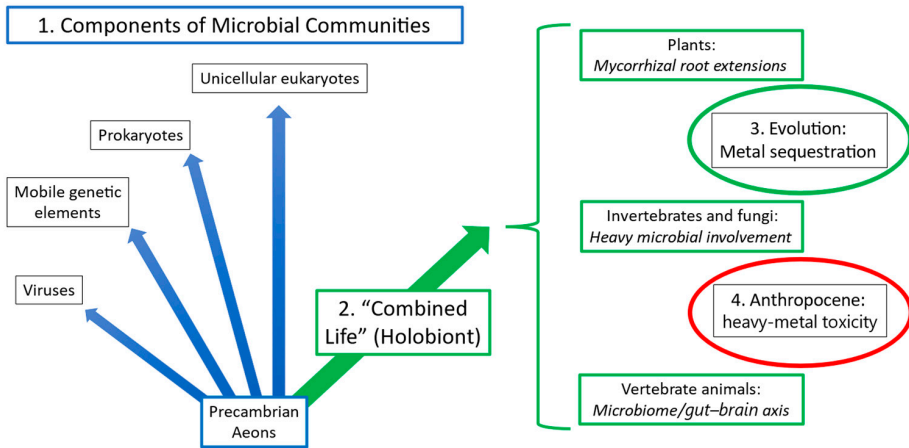 1. Components of Microbial Communities
Unicellular eukaryotes
Prokaryotes
Mobile genetic
elements
Viruses
Precambrian
Aeons
2. “Combined
Life” (Holobiont)
Plants:
Mycorrhizal root extensions
3. Evolution:
Metal sequestration
Invertebrates and fungi:
Heavy microbial involvement
4. Anthropocene:
heavy-metal toxicity
Vertebrate animals:
Microbiome/gut–brain axis